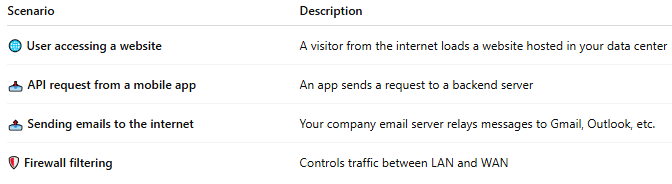 Scenario Description
🌐 User accessing a website A visitor from the internet loads a website hosted in your data center
📥 API request from a mobile app An app sends a request to a backend server
📤 Sending emails to the internet Your company email server relays messages to Gmail, Outlook, etc.
🛡️ Firewall filtering Controls traffic between LAN and WAN